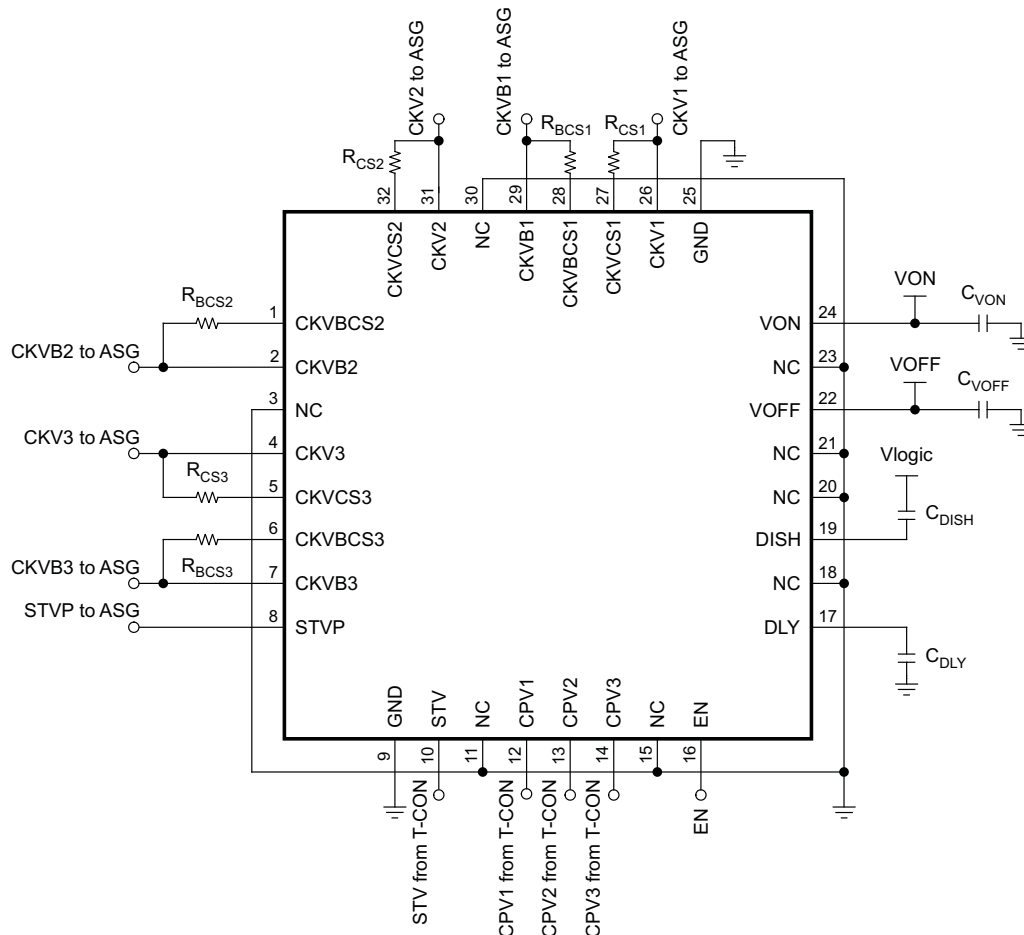 CKV2 to ASG
CKVB1 to ASG
CKV1 to ASG
RBCS1
RCS1
RCS2
32
31
30
29
28
27
26
25
CKVCS2
CKV2
NC
CKVB1
CKVBCS1
CKVCS1
CKV1
GND
RBCS2
1 CKVBCS2
CKVB2 to ASG
2 CKVB2
3 NC
CKV3 to ASG
4 CKV3
RCS3
5 CKVCS3
6 CKVBCS3
CKVB3 to ASG
RBCS3
7 CKVB3
STVP to ASG
8 STVP
VON
CVON
VON 24
NC 23
VOFF
CVOFF
VOFF 22
NC 21
Vlogic
NC 20
CDISH
DISH 19
NC 18
DLY 17
CDLY
GND
STV
NC
CPV1
CPV2
CPV3
NC
EN
9
10
11
12
13
14
15
16
STV from T-CON
CPV1 from T-CON
CPV2 from T-CON
CPV3 from T-CON
EN